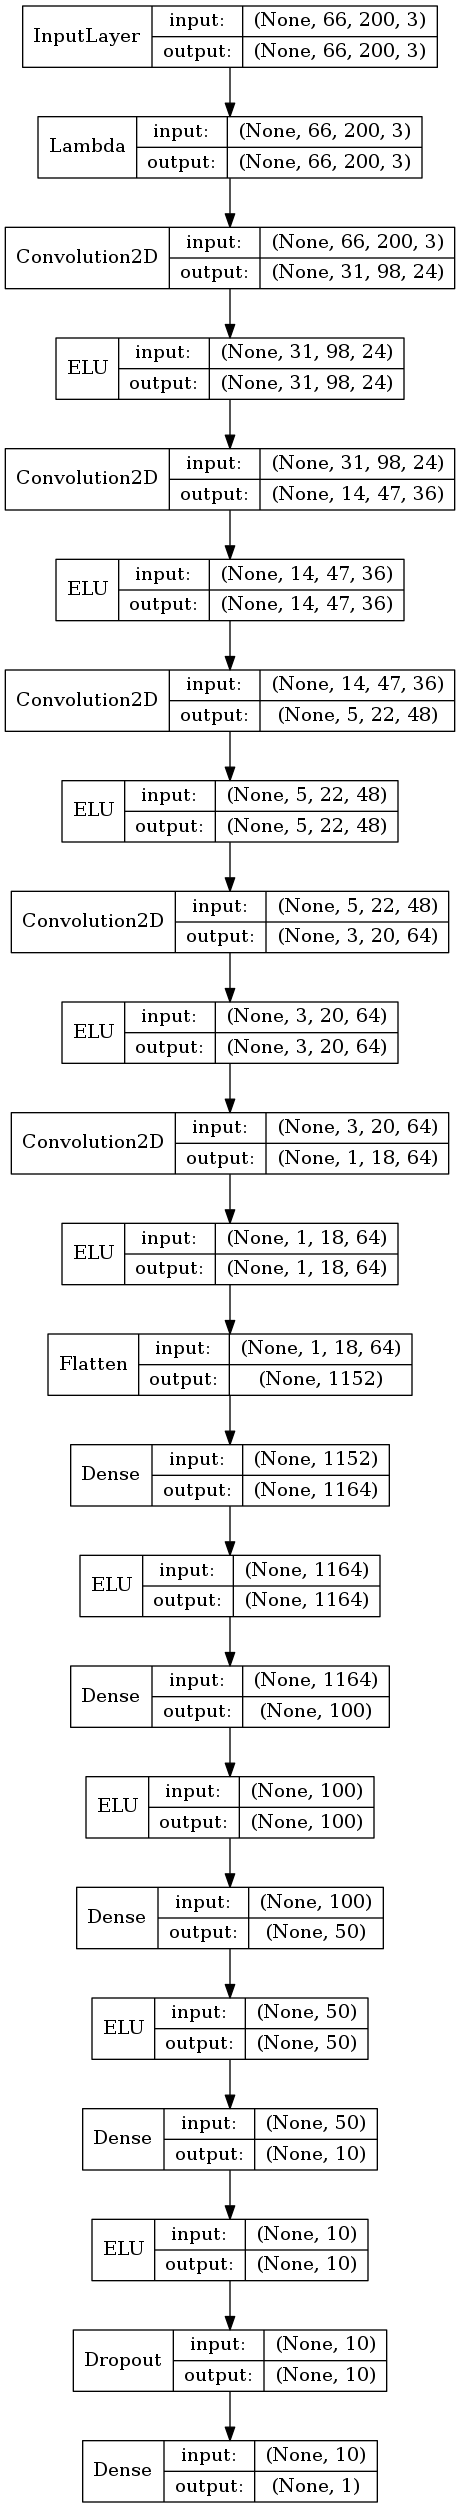 InputLayer input: (None, 66, 200, 3)
output: (None, 66, 200, 3)
Lambda input: (None, 66, 200, 3)
output: (None, 66, 200, 3)
Convolution2D input: (None, 66, 200, 3)
output: (None, 31, 98, 24)
ELU input: (None, 31, 98, 24)
output: (None, 31, 98, 24)
Convolution2D input: (None, 31, 98, 24)
output: (None, 14, 47, 36)
ELU input: (None, 14, 47, 36)
output: (None, 14, 47, 36)
Convolution2D input: (None, 14, 47, 36)
output: (None, 5, 22, 48)
ELU input: (None, 5, 22, 48)
output: (None, 5, 22, 48)
Convolution2D input: (None, 5, 22, 48)
output: (None, 3, 20, 64)
ELU input: (None, 3, 20, 64)
output: (None, 3, 20, 64)
Convolution2D input: (None, 3, 20, 64)
output: (None, 1, 18, 64)
ELU input: (None, 1, 18, 64)
output: (None, 1, 18, 64)
Flatten input: (None, 1, 18, 64)
output: (None, 1152)
Dense input: (None, 1152)
output: (None, 1164)
ELU input: (None, 1164)
output: (None, 1164)
Dense input: (None, 1164)
output: (None, 100)
ELU input: (None, 100)
output: (None, 100)
Dense input: (None, 100)
output: (None, 50)
ELU input: (None, 50)
output: (None, 50)
Dense input: (None, 50)
output: (None, 10)
ELU input: (None, 10)
output: (None, 10)
Dropout input: (None, 10)
output: (None, 10)
Dense input: (None, 10)
output: (None, 1)